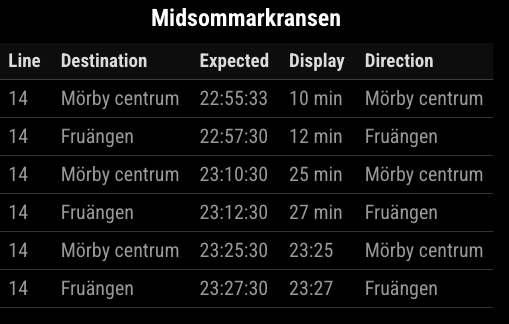 Midsommarkransen
Line Destination Expected Display Direction
14 Mörby centrum 22:55:33 10 min Mörby centrum
14 Fruängen 22:57:30 12 min Fruängen
14 Mörby centrum 23:10:30 25 min Mörby centrum
14 Fruängen 23:12:30 27 min Fruängen
14 Mörby centrum 23:25:30 23:25 Mörby centrum
14 Fruängen 23:27:30 23:27 Fruängen